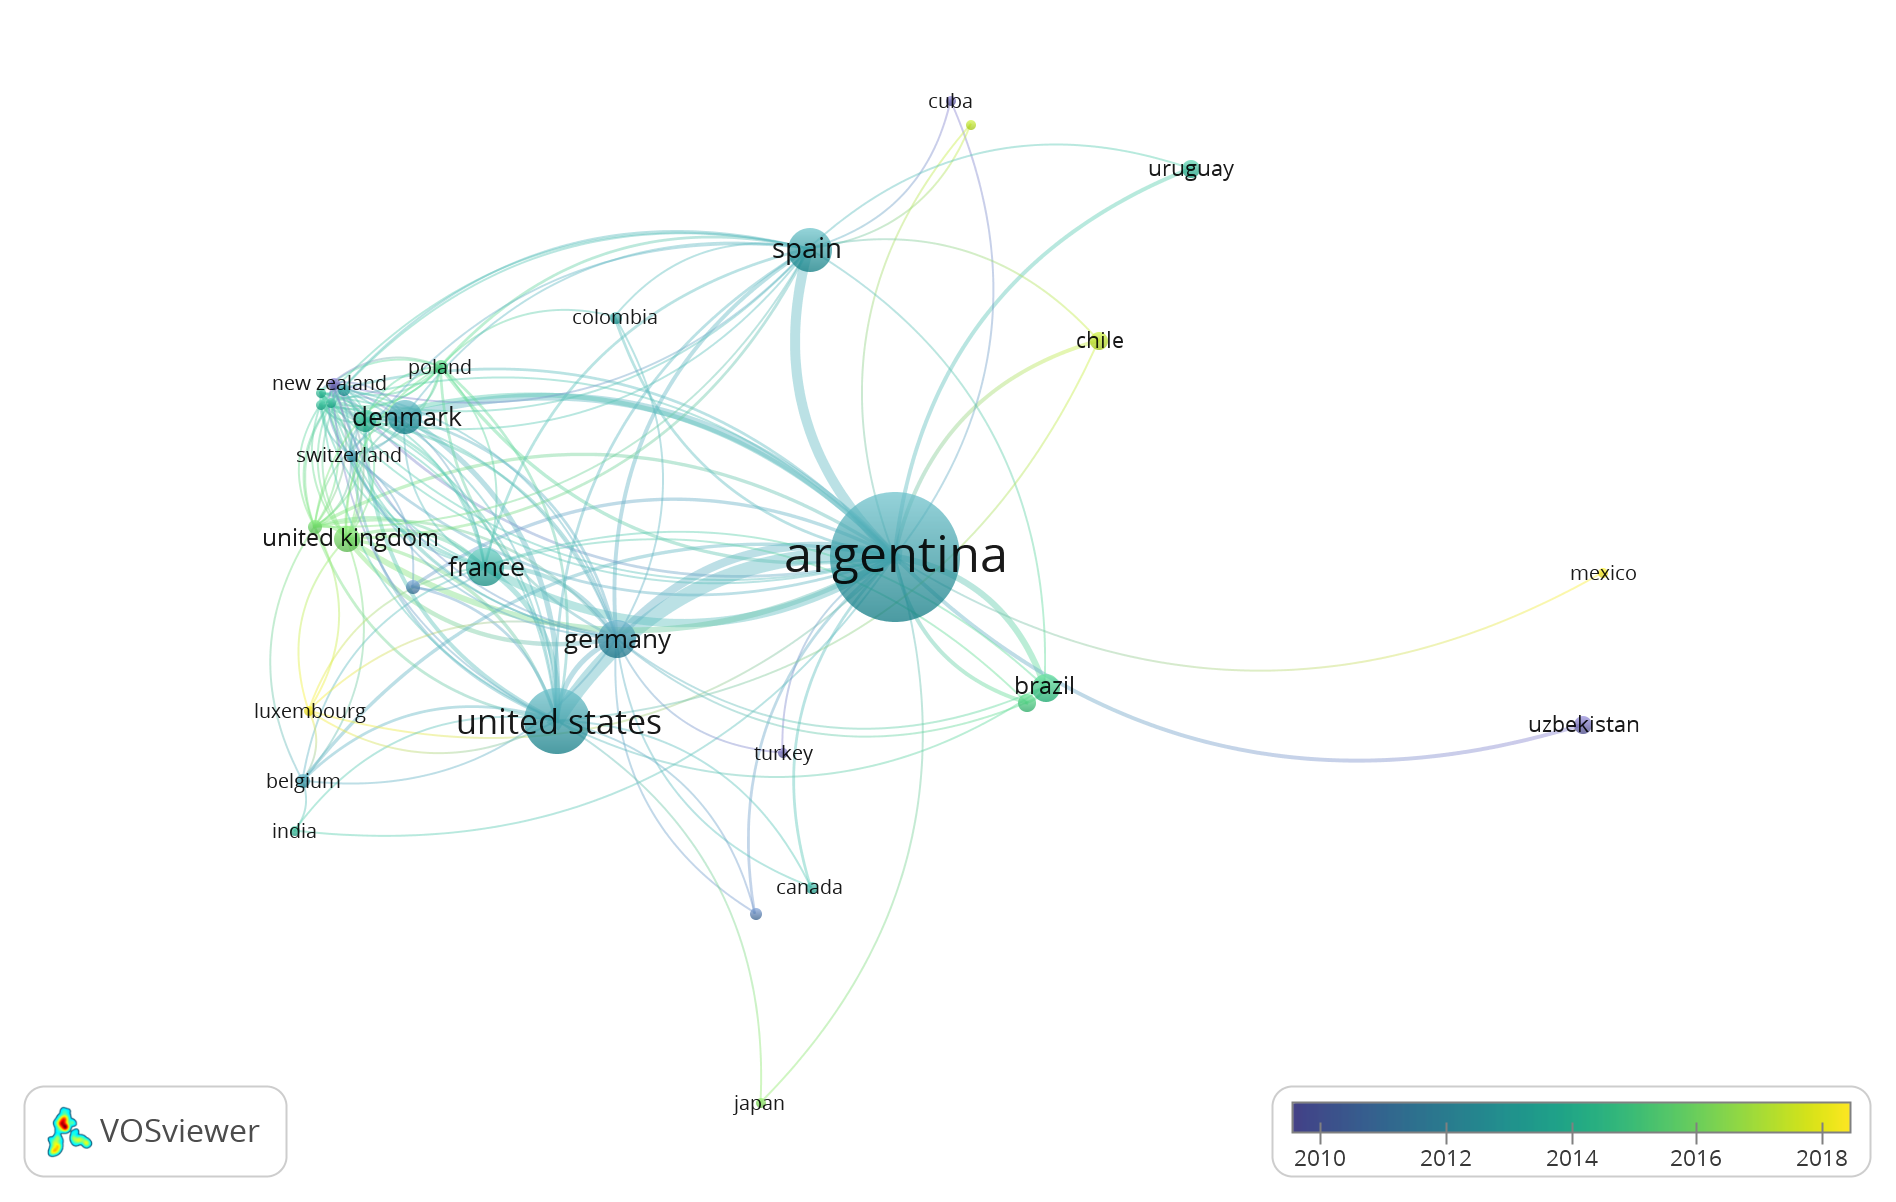 cuba
uruguay
spain
colombia
chile
poland
new zealand
denmark
switzerland
united kingdom
france
argentina
mexico
germany
brazil
luxembourg
united states
uzbekistan
turkey
belgium
india
canada
japan
VOSviewer
2010 2012 2014 2016 2018